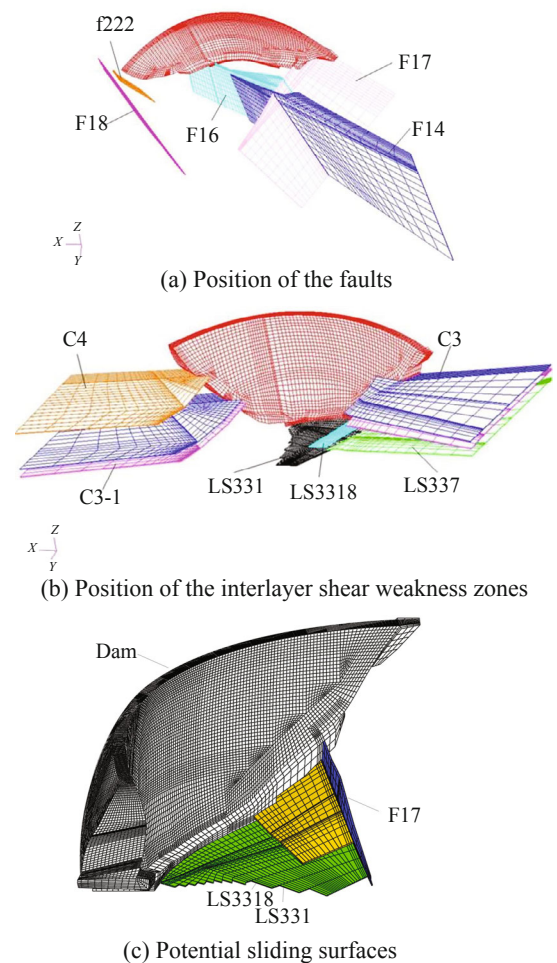 f222
F17
F18
F16
F14
Z
X
Y
(a) Position of the faults
C4
C3
LS331
LS3318
LS337
C3-1
Z
X
Y
(b) Position of the interlayer shear weakness zones
Dam
F17
LS3318
LS331
(c) Potential sliding surfaces